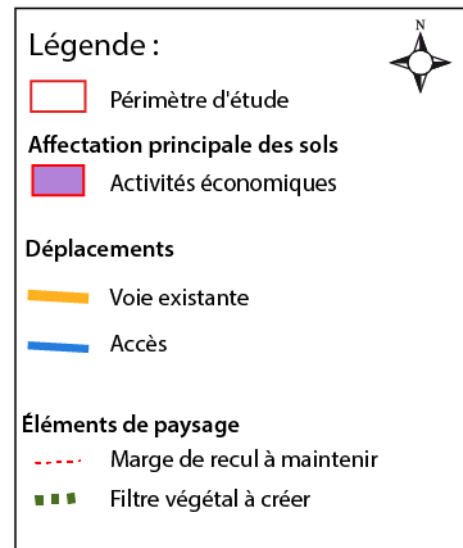 N
Légende :
Périmètre d'étude
Affectation principale des sols
Activités économiques
Déplacements
Voie existante
Accès
Éléments de paysage
Marge de recul à maintenir
Filtre végétal à créer